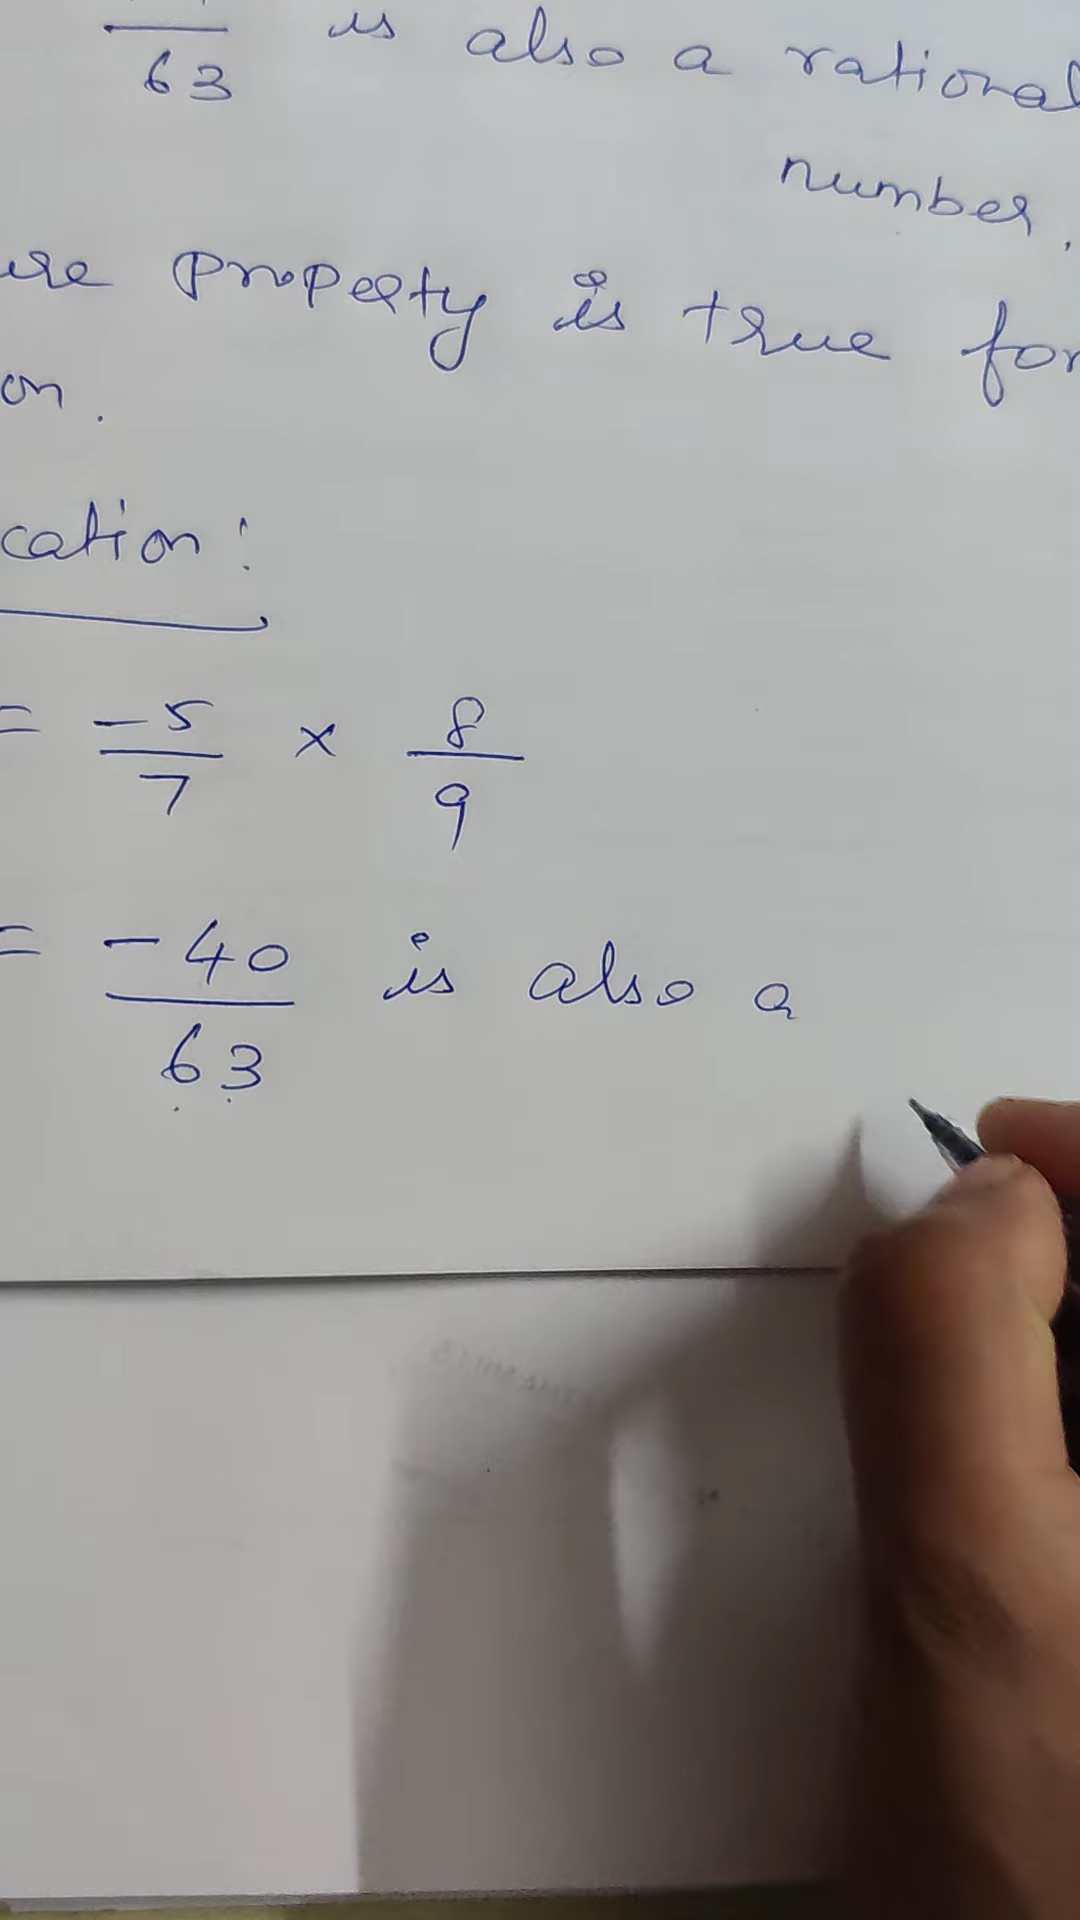 63 is also a rational
number.
ure property is true for
on.
cation:
= -5/7 × 8/9
= -40/63 is also a